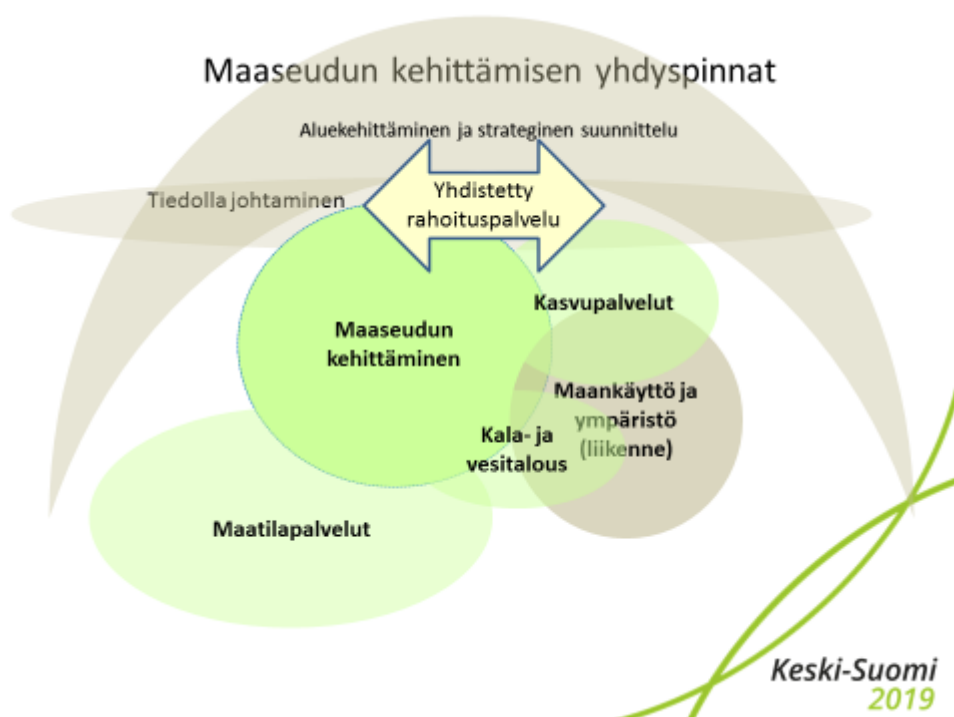 Maaseudun kehittämisen yhdyspinnat
Aluekehittäminen ja strateginen suunnittelu
Tiedolla johtaminen
Yhdistetty
rahoituspalvelu
Kasvupalvelut
Maaseudun
kehittäminen
Maankäyttö ja
ympäristö
(liikenne)
Kala- ja
vesitalous
Maatilapalvelut
Keski-Suomi
2019